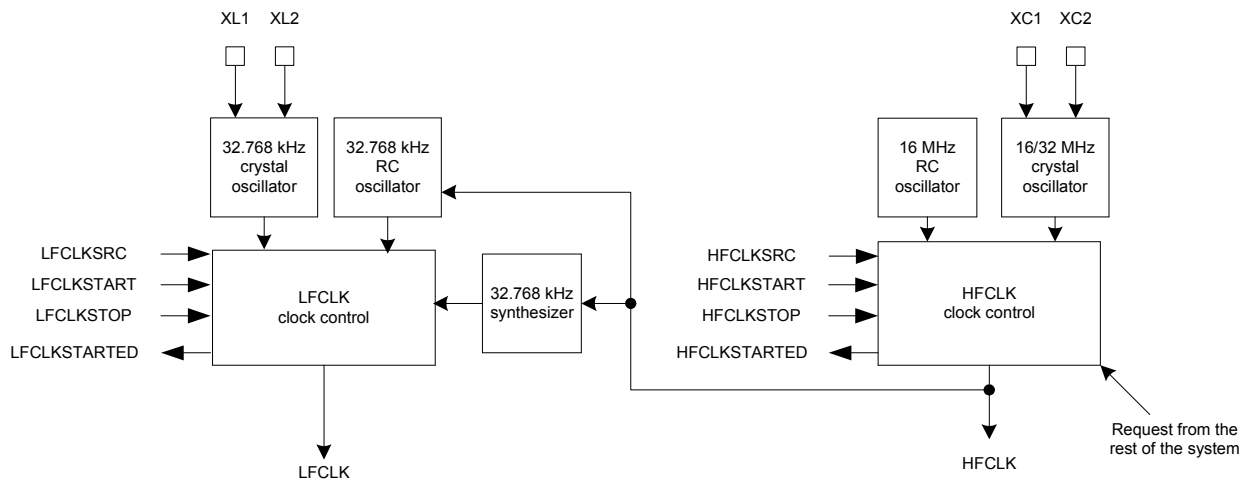 XL1
XL2
XC1
XC2
32.768 kHz
crystal
oscillator
32.768 kHz
RC
oscillator
16 MHz
RC
oscillator
16/32 MHz
crystal
oscillator
LFCLKSRC
LFCLKSTART
LFCLKSTOP
LFCLKSTARTED
LFCLK
clock control
32.768 kHz
synthesizer
HFCLKSRC
HFCLKSTART
HFCLKSTOP
HFCLKSTARTED
HFCLK
clock control
Request from the
rest of the system
LFCLK
HFCLK